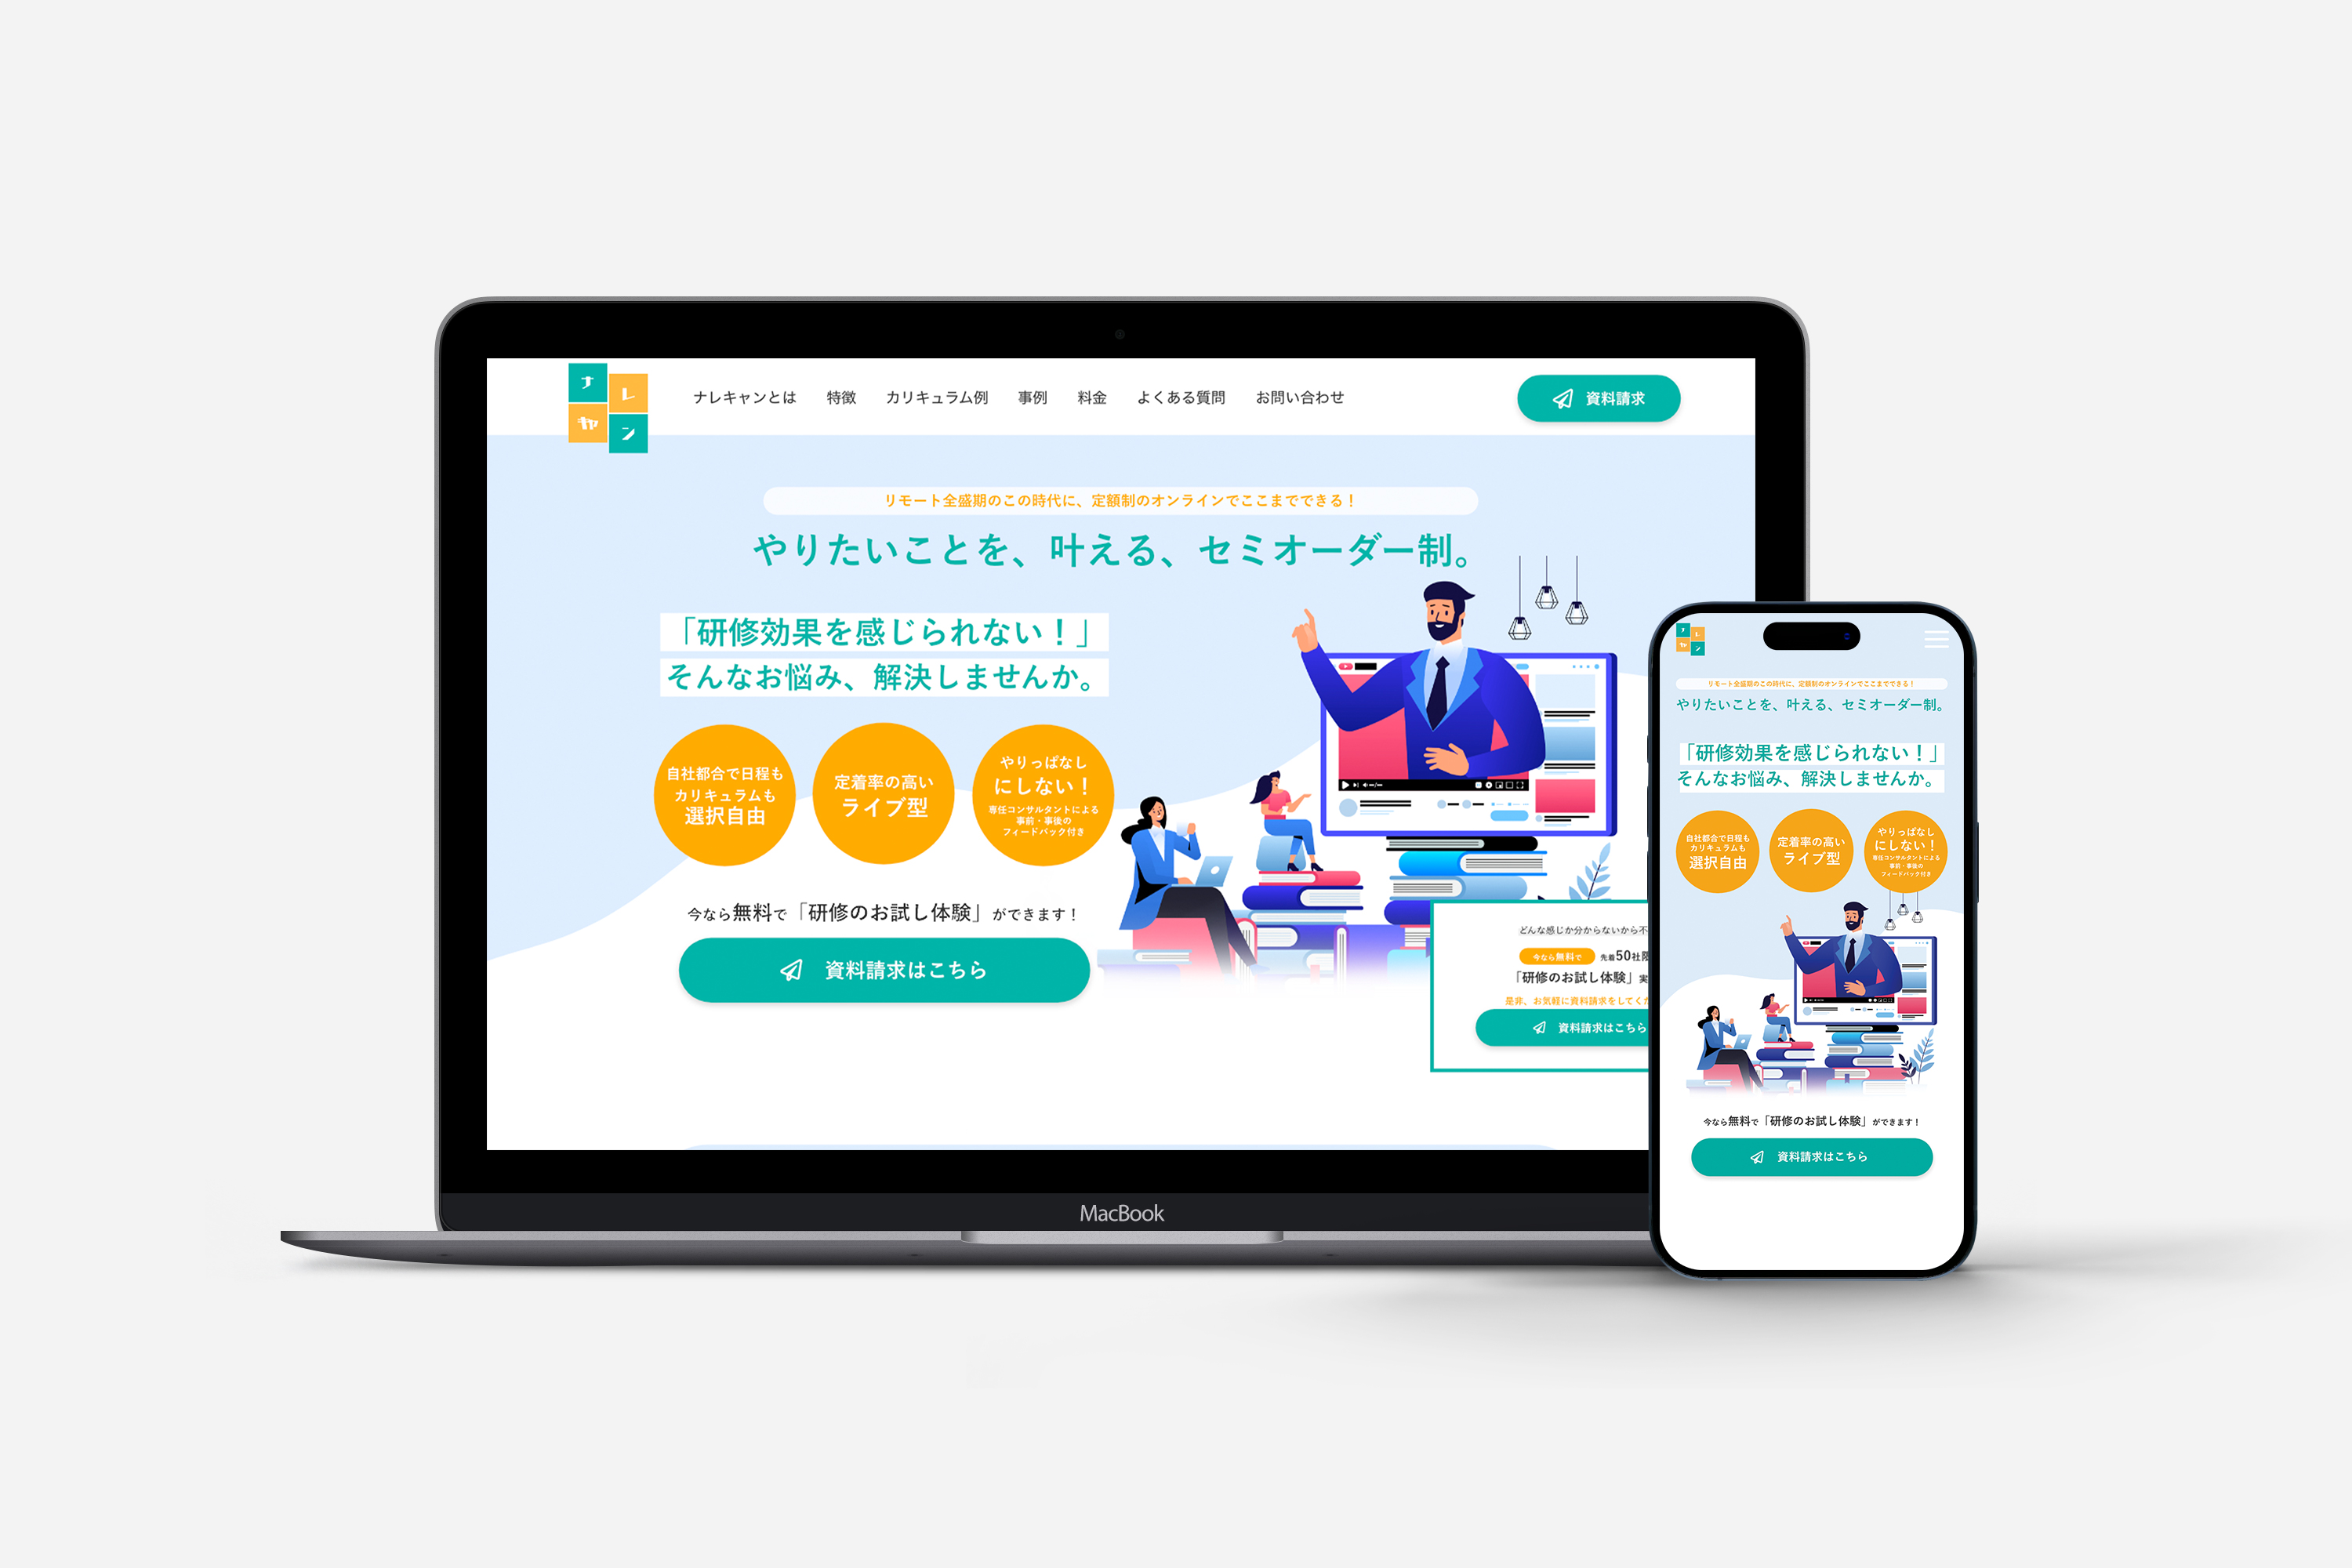 ナ
レ
キャ
ン
ナレキャンとは 特徴 カリキュラム例 事例 料金 よくある質問 お問い合わせ 資料請求
リモート全盛期のこの時代に、定額制のオンラインでここまでできる！
やりたいことを、叶える、セミオーダー制。
「研修効果を感じられない！」
そんなお悩み、解決しませんか。
自社都合で日程も
カリキュラムも
選択自由
定着率の高い
ライブ型
やりっぱなし
にしない！
専任コンサルタントによる
事前・事後の
フィードバック付き
今なら無料で「研修のお試し体験」ができます！
資料請求はこちら
どんな感じか分からないから不
今なら無料で 先着50社限
「研修のお試し体験」実
是非、お気軽に資料請求をしてくだ
資料請求はこちら
MacBook
ナ
レ
キャ
ン
リモート全盛期のこの時代に、定額制のオンラインでここまでできる！
やりたいことを、叶える、セミオーダー制。
「研修効果を感じられない！」
そんなお悩み、解決しませんか。
自社都合で日程も
カリキュラムも
選択自由
定着率の高い
ライブ型
やりっぱなし
にしない！
専任コンサルタントによる
事前・事後の
フィードバック付き
今なら無料で「研修のお試し体験」ができます！
資料請求はこちら